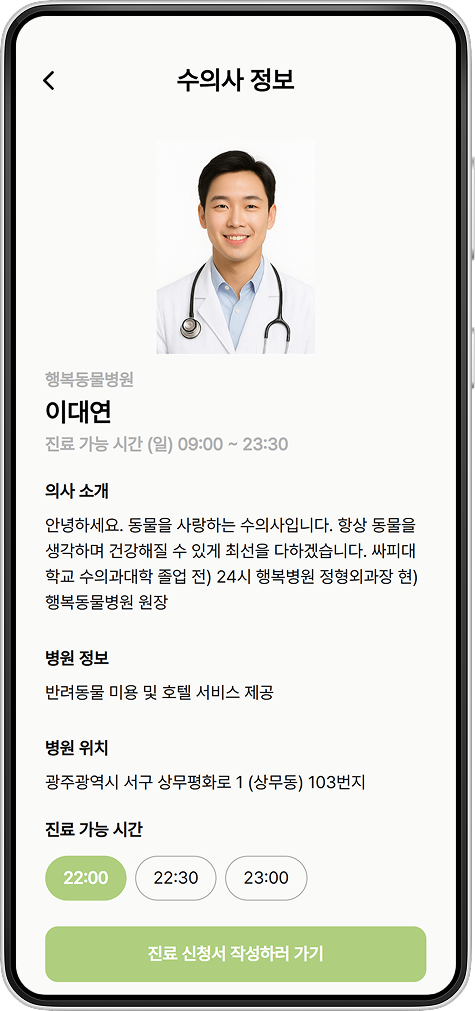 수의사 정보
행복동물병원
이대연
진료 가능 시간 (일) 09:00 ~ 23:30
의사 소개
안녕하세요. 동물을 사랑하는 수의사입니다. 항상 동물을
생각하며 건강해질 수 있게 최선을 다하겠습니다. 싸피대
학교 수의과대학 졸업 전) 24시 행복병원 정형외과장 현)
행복동물병원 원장
병원 정보
반려동물 미용 및 호텔 서비스 제공
병원 위치
광주광역시 서구 상무평화로 1 (상무동) 103번지
진료 가능 시간
22:00 22:30 23:00
진료 신청서 작성하러 가기